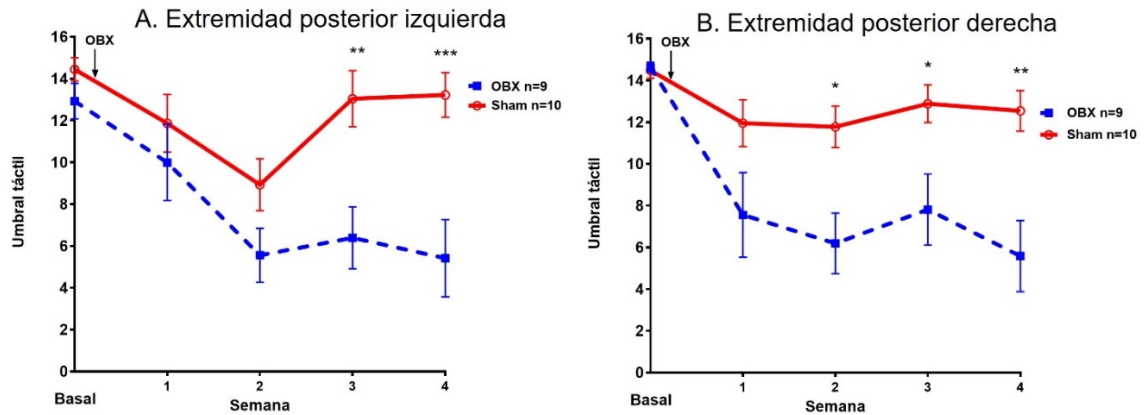 A. Extremidad posterior izquierda
OBX
**
***
OBX n=9
Sham n=10
Umbral táctil
16
14
12
10
8
6
4
2
0
Basal
1
2
3
4
Semana
B. Extremidad posterior derecha
OBX
*
*
**
OBX n=9
Sham n=10
Umbral táctil
16
14
12
10
8
6
4
2
0
Basal
1
2
3
4
Semana